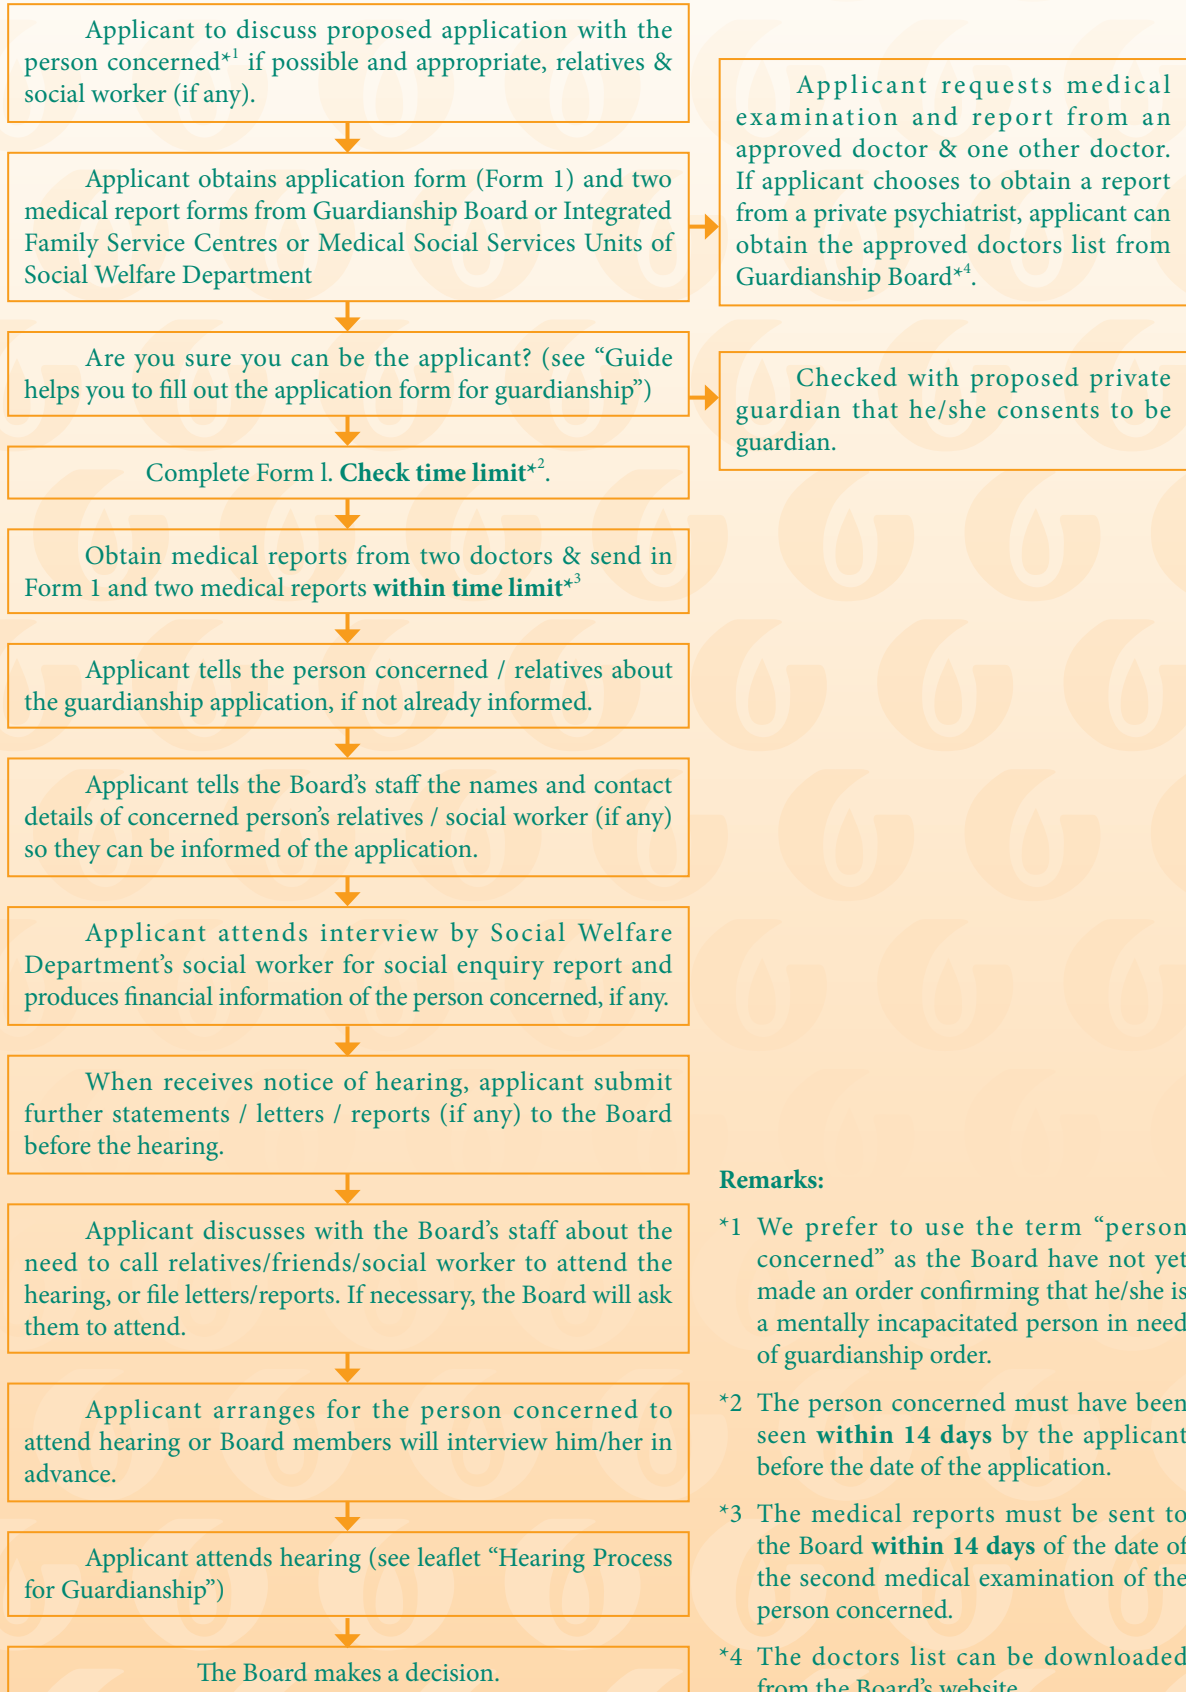 Applicant to discuss proposed application with the
person concerned*1 if possible and appropriate, relatives &
social worker (if any).
Applicant obtains application form (Form 1) and two
medical report forms from Guardianship Board or Integrated
Family Service Centres or Medical Social Services Units of
Social Welfare Department
Applicant requests medical
examination and report from an
approved doctor & one other doctor.
If applicant chooses to obtain a report
from a private psychiatrist, applicant can
obtain the approved doctors list from
Guardianship Board*4.
Are you sure you can be the applicant? (see “Guide
helps you to fill out the application form for guardianship”)
Checked with proposed private
guardian that he/she consents to be
guardian.
Complete Form l. Check time limit*2.
Obtain medical reports from two doctors & send in
Form 1 and two medical reports within time limit*3
Applicant tells the person concerned / relatives about
the guardianship application, if not already informed.
Applicant tells the Board’s staff the names and contact
details of concerned person’s relatives / social worker (if any)
so they can be informed of the application.
Applicant attends interview by Social Welfare
Department’s social worker for social enquiry report and
produces financial information of the person concerned, if any.
When receives notice of hearing, applicant submit
further statements / letters / reports (if any) to the Board
before the hearing.
Applicant discusses with the Board’s staff about the
need to call relatives/friends/social worker to attend the
hearing, or file letters/reports. If necessary, the Board will ask
them to attend.
Applicant arranges for the person concerned to
attend hearing or Board members will interview him/her in
advance.
Applicant attends hearing (see leaflet “Hearing Process
for Guardianship”)
The Board makes a decision.
Remarks:
*1 We prefer to use the term “person
concerned” as the Board have not yet
made an order confirming that he/she is
a mentally incapacitated person in need
of guardianship order.
*2 The person concerned must have been
seen within 14 days by the applicant
before the date of the application.
*3 The medical reports must be sent to
the Board within 14 days of the date of
the second medical examination of the
person concerned.
*4 The doctors list can be downloaded
from the Board's website